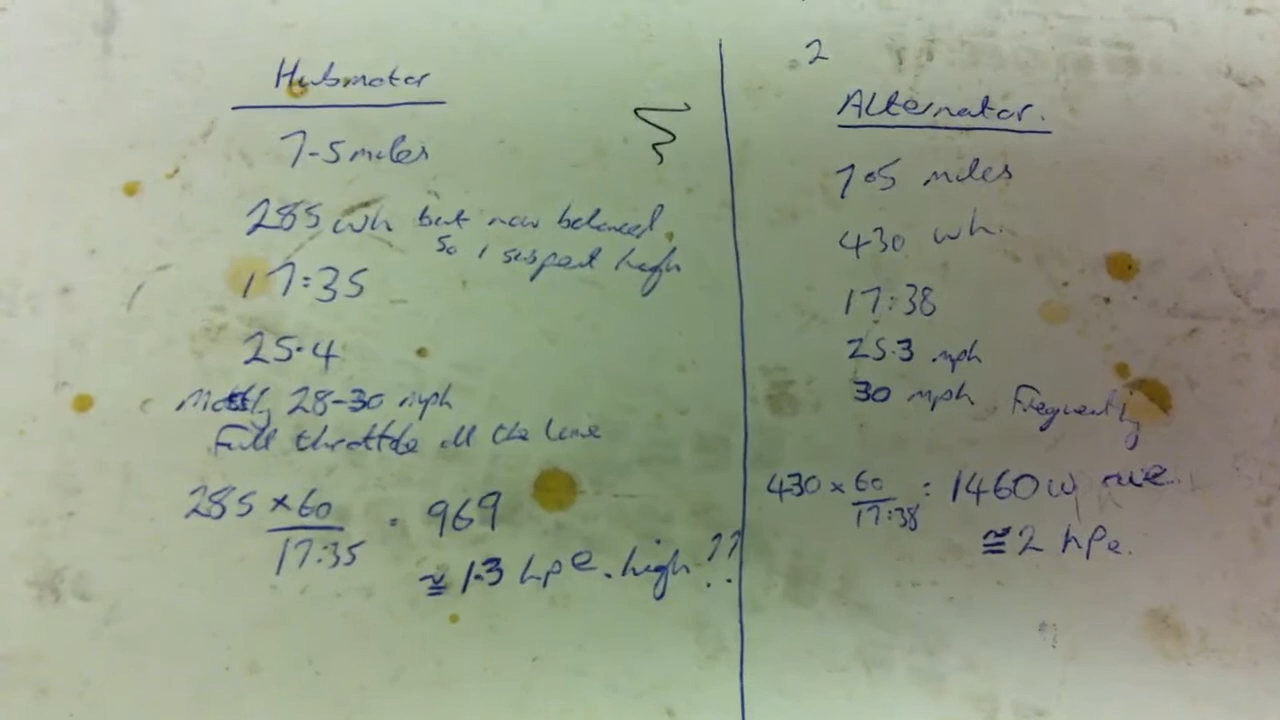 Hubmotor
7-5 miles
285 wh but now balanced
so I suspect high
17:35
25.4
Mostly 28-30 mph
Full throttle all the time
285 × 60
17:35
= 969
≅ 1.3 hp e. high ??
2
Alternator.
7.5 miles
430 wh.
17:38
25.3 mph
30 mph Frequently
430 × 60
17:38
= 1460 w
≅ 2 hp e.